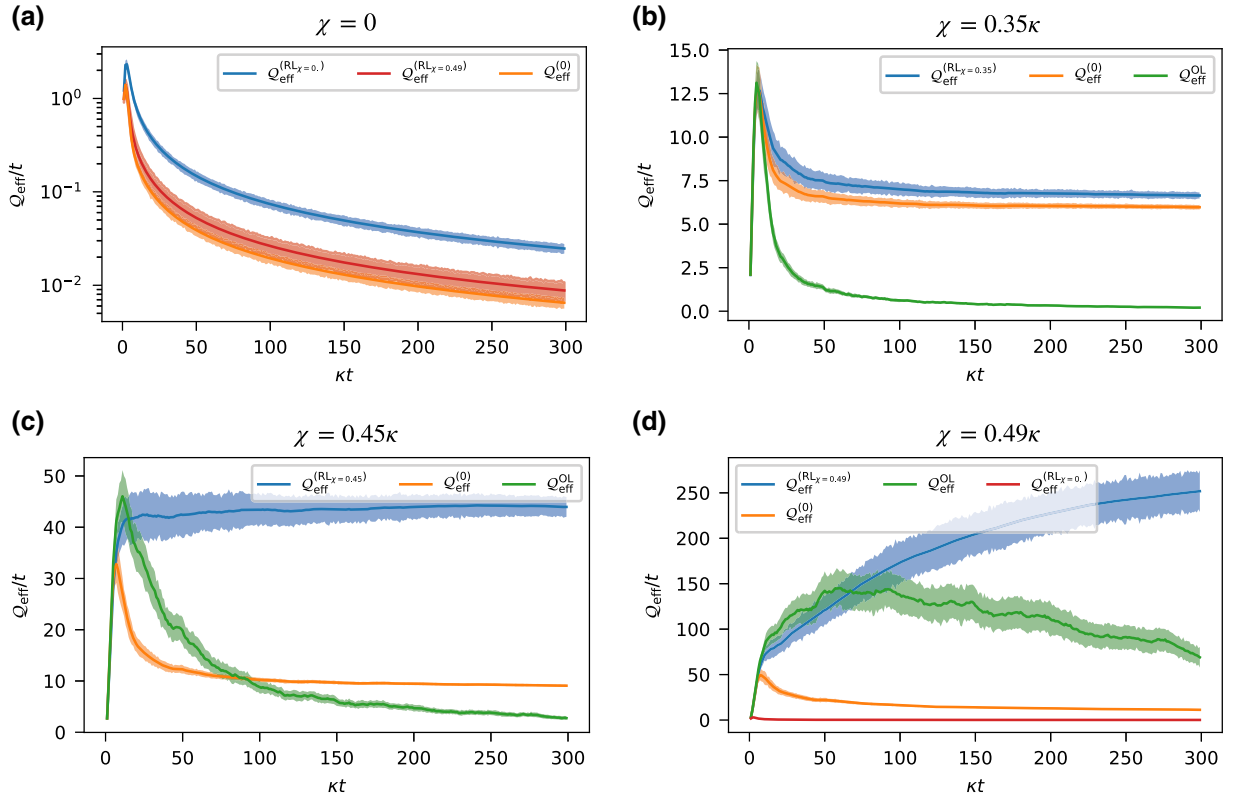 (a)
χ = 0
Q_eff/t
10^0
10^−1
10^−2
Q_eff^(RL_χ=0.) Q_eff^(RL_χ=0.49) Q_eff^(0)
0 50 100 150 200 250 300
κt
(b)
χ = 0.35κ
Q_eff/t
15.0
12.5
10.0
7.5
5.0
2.5
0.0
Q_eff^(RL_χ=0.35) Q_eff^(0) Q_eff^OL
0 50 100 150 200 250 300
κt
(c)
χ = 0.45κ
Q_eff/t
50
40
30
20
10
0
Q_eff^(RL_χ=0.45) Q_eff^(0) Q_eff^OL
0 50 100 150 200 250 300
κt
(d)
χ = 0.49κ
Q_eff/t
250
200
150
100
50
0
Q_eff^(RL_χ=0.49) Q_eff^OL Q_eff^(RL_χ=0.)
Q_eff^(0)
0 50 100 150 200 250 300
κt